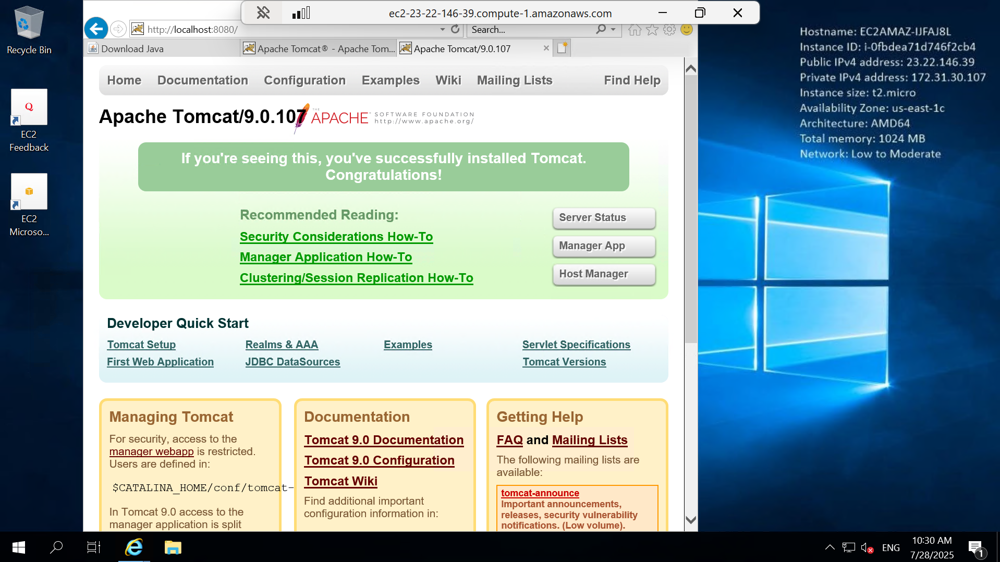 ec2-23-22-146-39.compute-1.amazonaws.com
http://localhost:8080/
Search...
Download Java
Apache Tomcat® - Apache Tom...
Apache Tomcat/9.0.107
Recycle Bin
Q
EC2
Feedback
EC2
Microso...
Hostname: EC2AMAZ-IJFAJ8L
Instance ID: i-0fbdea71d746f2cb4
Public IPv4 address: 23.22.146.39
Private IPv4 address: 172.31.30.107
Instance size: t2.micro
Availability Zone: us-east-1c
Architecture: AMD64
Total memory: 1024 MB
Network: Low to Moderate
Home Documentation Configuration Examples Wiki Mailing Lists Find Help
Apache Tomcat/9.0.107
THE
APACHE® SOFTWARE FOUNDATION
http://www.apache.org/
If you're seeing this, you've successfully installed Tomcat.
Congratulations!
Recommended Reading:
Security Considerations How-To
Manager Application How-To
Clustering/Session Replication How-To
Server Status
Manager App
Host Manager
Developer Quick Start
Tomcat Setup
First Web Application
Realms & AAA
JDBC DataSources
Examples
Servlet Specifications
Tomcat Versions
Managing Tomcat
For security, access to the
manager webapp is restricted.
Users are defined in:
$CATALINA_HOME/conf/tomcat-
In Tomcat 9.0 access to the
manager application is split
Documentation
Tomcat 9.0 Documentation
Tomcat 9.0 Configuration
Tomcat Wiki
Find additional important
configuration information in:
Getting Help
FAQ and Mailing Lists
The following mailing lists are
available:
tomcat-announce
Important announcements,
releases, security vulnerability
notifications. (Low volume).
ENG
10:30 AM
7/28/2025
1